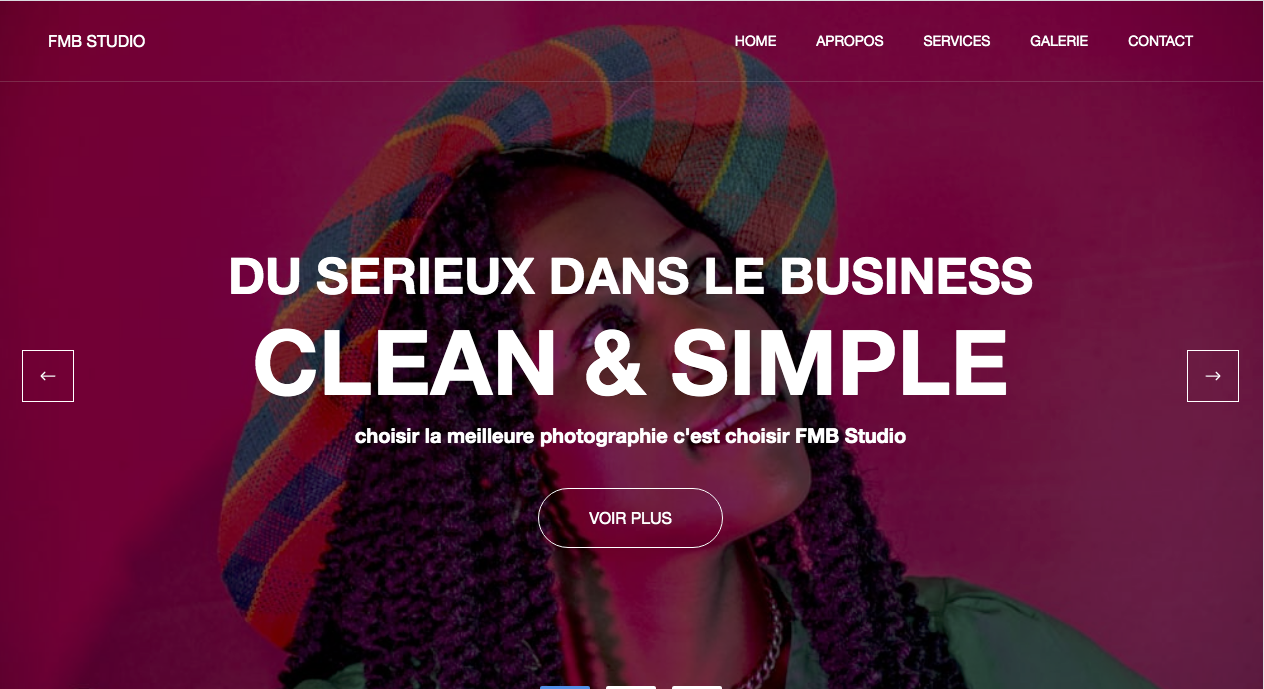 FMB STUDIO
HOME APROPOS SERVICES GALERIE CONTACT
DU SERIEUX DANS LE BUSINESS
CLEAN & SIMPLE
choisir la meilleure photographie c'est choisir FMB Studio
VOIR PLUS